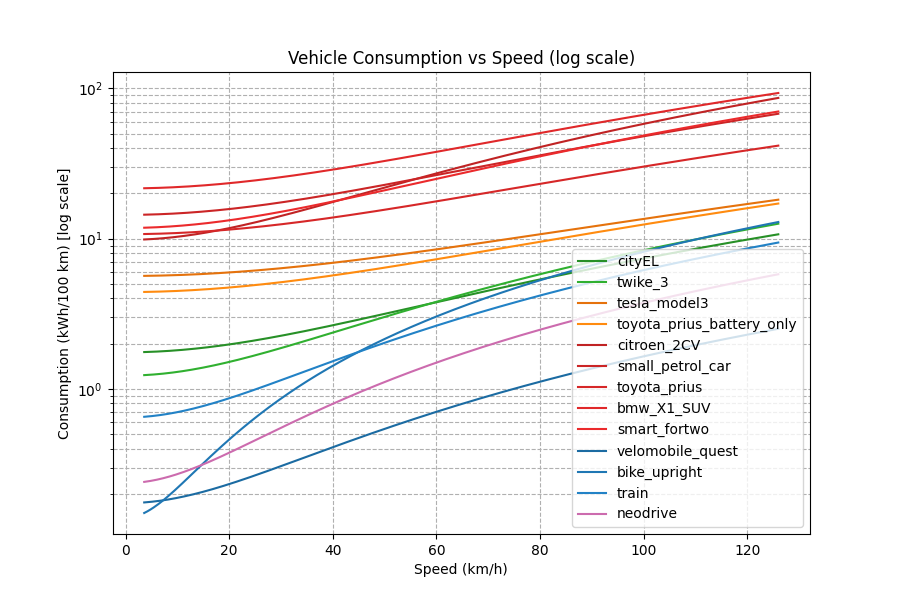 Vehicle Consumption vs Speed (log scale)
Consumption (kWh/100 km) [log scale]
10²
10¹
10⁰
cityEL
twike_3
tesla_model3
toyota_prius_battery_only
citroen_2CV
small_petrol_car
toyota_prius
bmw_X1_SUV
smart_fortwo
velomobile_quest
bike_upright
train
neodrive
0 20 40 60 80 100 120
Speed (km/h)